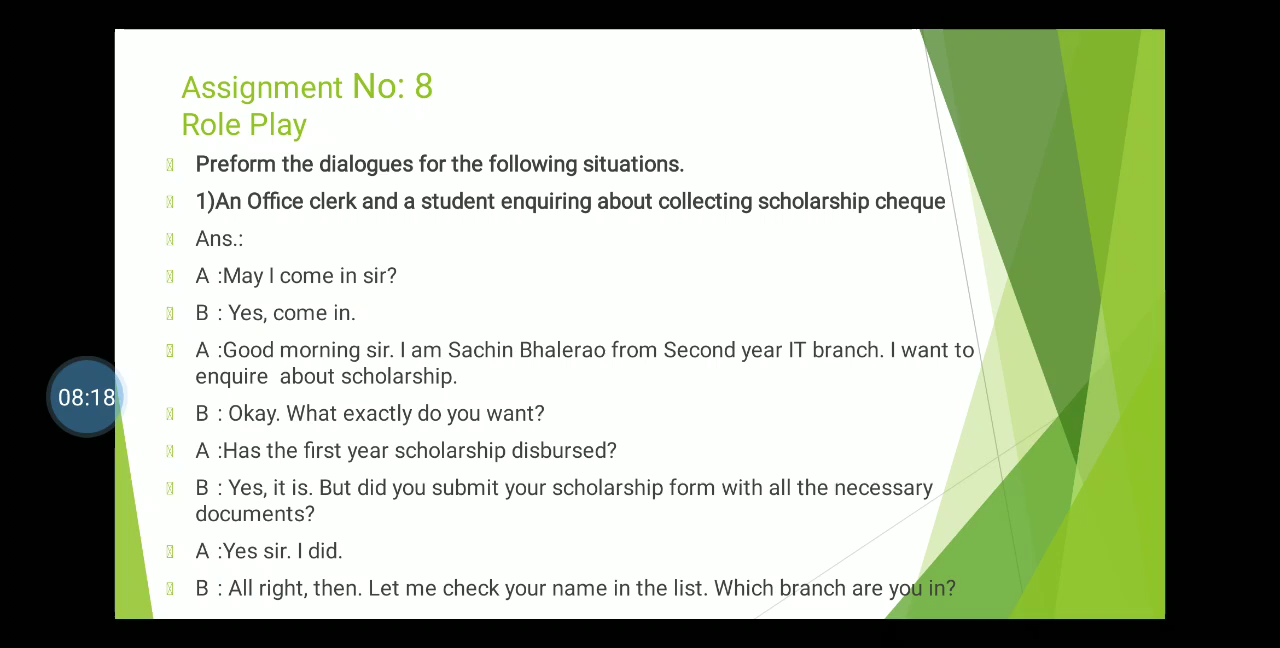 Assignment No: 8
Role Play
Preform the dialogues for the following situations.
1)An Office clerk and a student enquiring about collecting scholarship cheque
Ans.:
A :May I come in sir?
B : Yes, come in.
A :Good morning sir. I am Sachin Bhalerao from Second year IT branch. I want to
enquire about scholarship.
B : Okay. What exactly do you want?
08:18
A :Has the first year scholarship disbursed?
B : Yes, it is. But did you submit your scholarship form with all the necessary
documents?
A :Yes sir. I did.
B : All right, then. Let me check your name in the list. Which branch are you in?